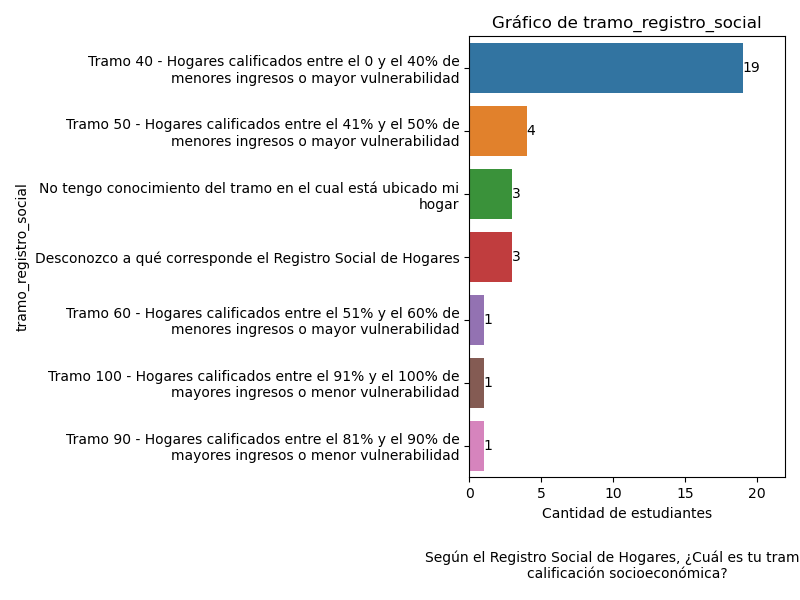 Gráfico de tramo_registro_social
Tramo 40 - Hogares calificados entre el 0 y el 40% de
menores ingresos o mayor vulnerabilidad
19
Tramo 50 - Hogares calificados entre el 41% y el 50% de
menores ingresos o mayor vulnerabilidad
4
No tengo conocimiento del tramo en el cual está ubicado mi
hogar
3
Desconozco a qué corresponde el Registro Social de Hogares
3
Tramo 60 - Hogares calificados entre el 51% y el 60% de
menores ingresos o mayor vulnerabilidad
1
Tramo 100 - Hogares calificados entre el 91% y el 100% de
mayores ingresos o menor vulnerabilidad
1
Tramo 90 - Hogares calificados entre el 81% y el 90% de
mayores ingresos o menor vulnerabilidad
1
tramo_registro_social
0 5 10 15 20
Cantidad de estudiantes
Según el Registro Social de Hogares, ¿Cuál es tu tram
calificación socioeconómica?